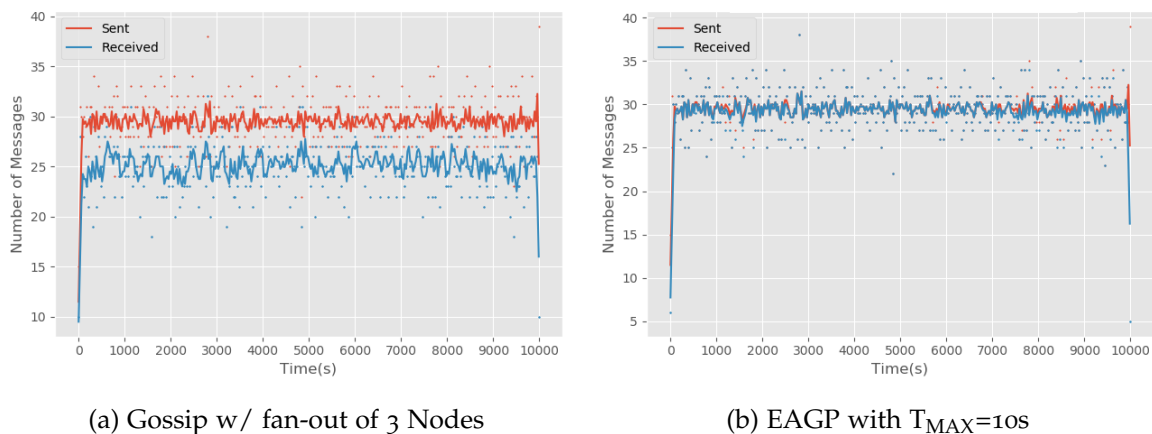 40
35
30
25
20
15
10
Number of Messages
Sent
Received
0 1000 2000 3000 4000 5000 6000 7000 8000 9000 10000
Time(s)
(a) Gossip w/ fan-out of 3 Nodes
40
35
30
25
20
15
10
5
Number of Messages
Sent
Received
0 1000 2000 3000 4000 5000 6000 7000 8000 9000 10000
Time(s)
(b) EAGP with TMAX=10s